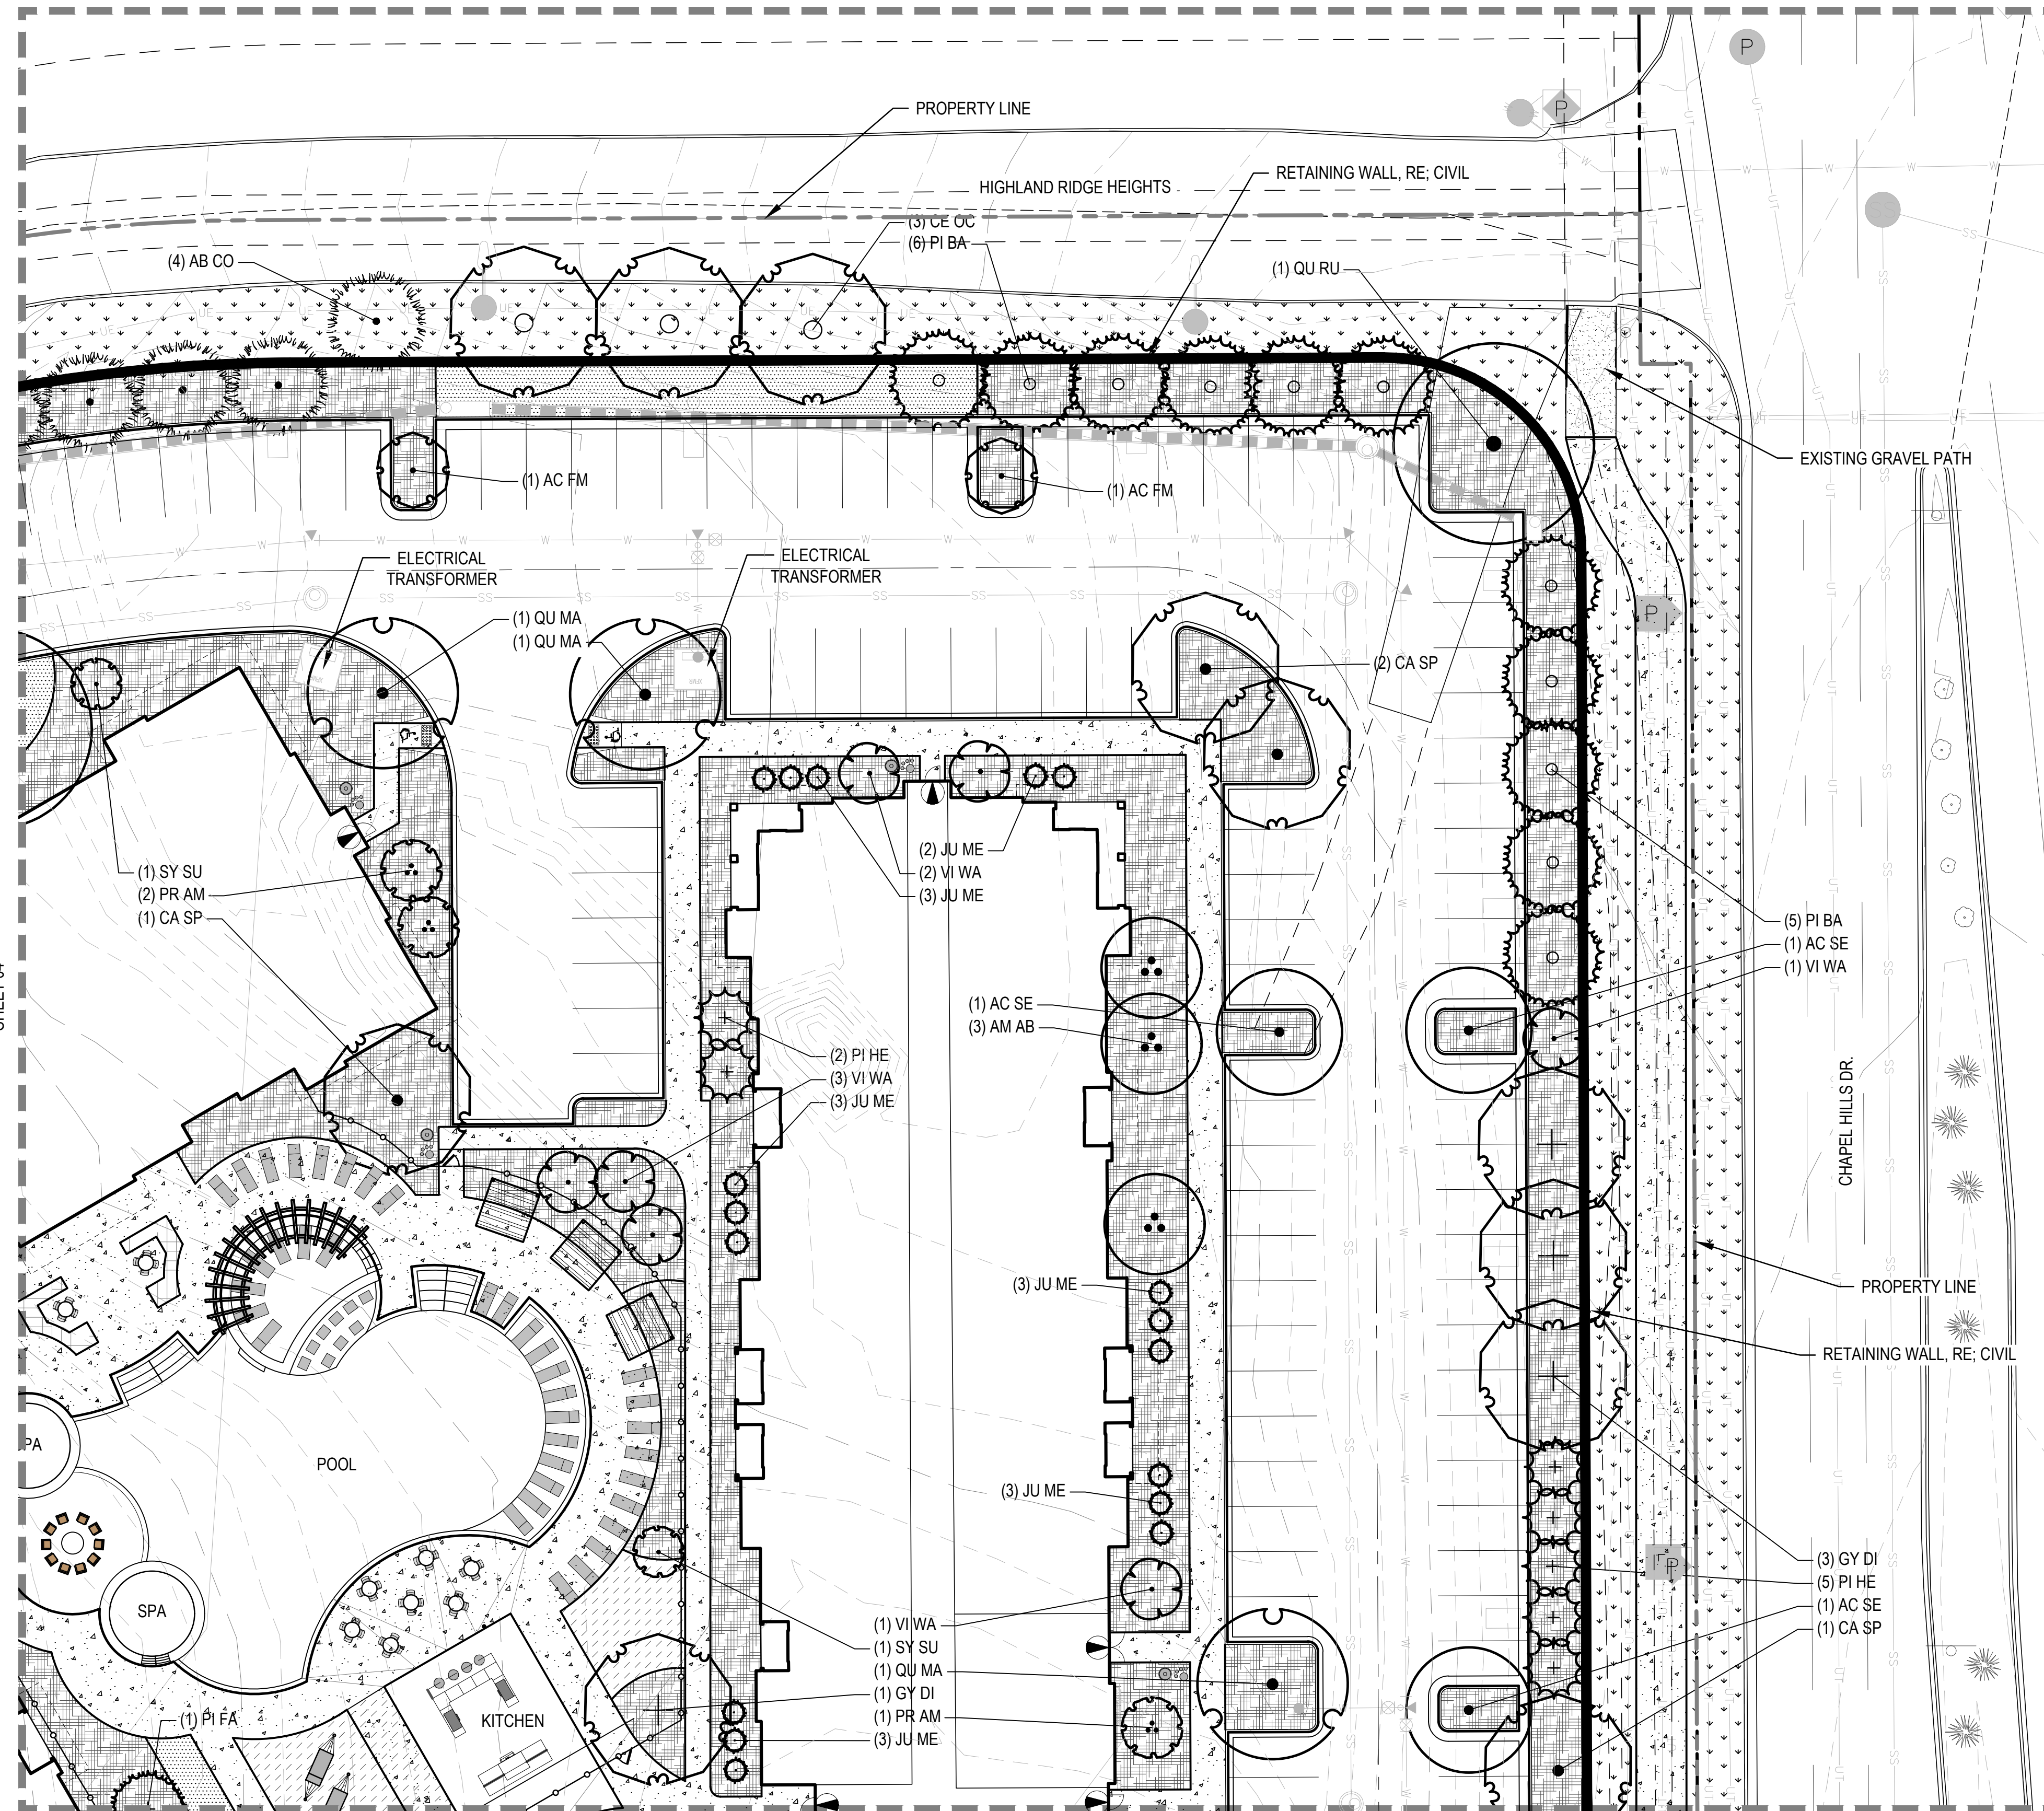 PROPERTY LINE
RETAINING WALL, RE; CIVIL
HIGHLAND RIDGE HEIGHTS
(3) CE OC
(6) PI BA
(4) AB CO
(1) QU RU
EXISTING GRAVEL PATH
(1) AC FM
(1) AC FM
ELECTRICAL
TRANSFORMER
ELECTRICAL
TRANSFORMER
(1) QU MA
(1) QU MA
(2) CA SP
(1) SY SU
(2) PR AM
(1) CA SP
(2) JU ME
(2) VI WA
(3) JU ME
(5) PI BA
(1) AC SE
(1) VI WA
(1) AC SE
(3) AM AB
(2) PI HE
(3) VI WA
(3) JU ME
CHAPEL HILLS DR.
(3) JU ME
PROPERTY LINE
RETAINING WALL, RE; CIVIL
POOL
(3) JU ME
(3) GY DI
(5) PI HE
(1) AC SE
(1) CA SP
SPA
(1) VI WA
(1) SY SU
(1) QU MA
(1) GY DI
(1) PR AM
(3) JU ME
(1) PI FA
KITCHEN